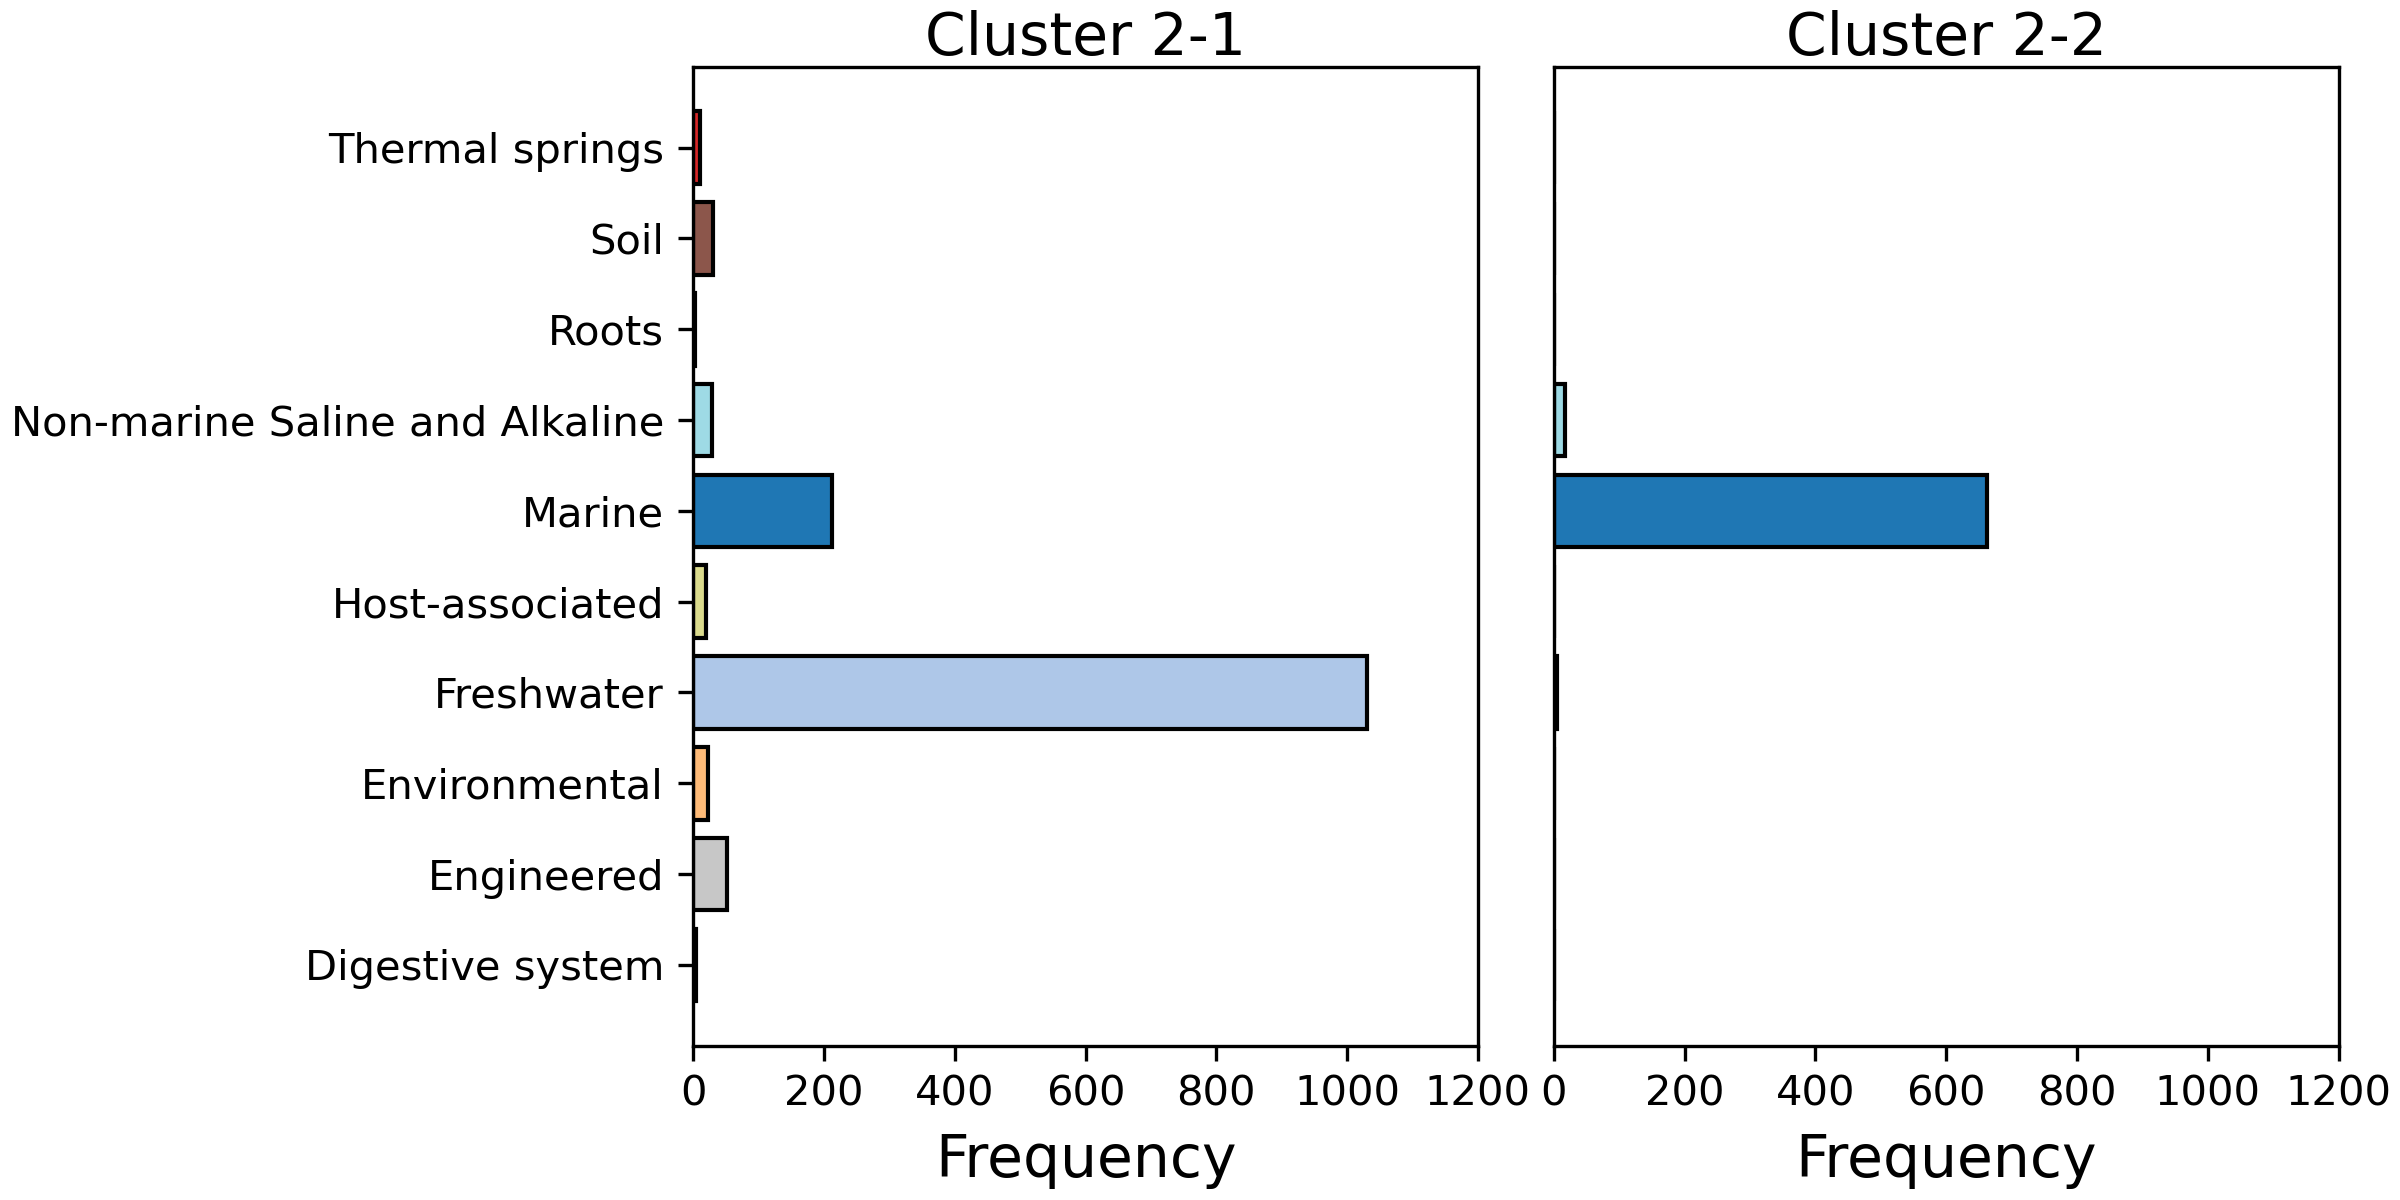 Cluster 2-1
Cluster 2-2
Thermal springs
Soil
Roots
Non-marine Saline and Alkaline
Marine
Host-associated
Freshwater
Environmental
Engineered
Digestive system
0 200 400 600 800 1000 1200
0 200 400 600 800 1000 1200
Frequency
Frequency